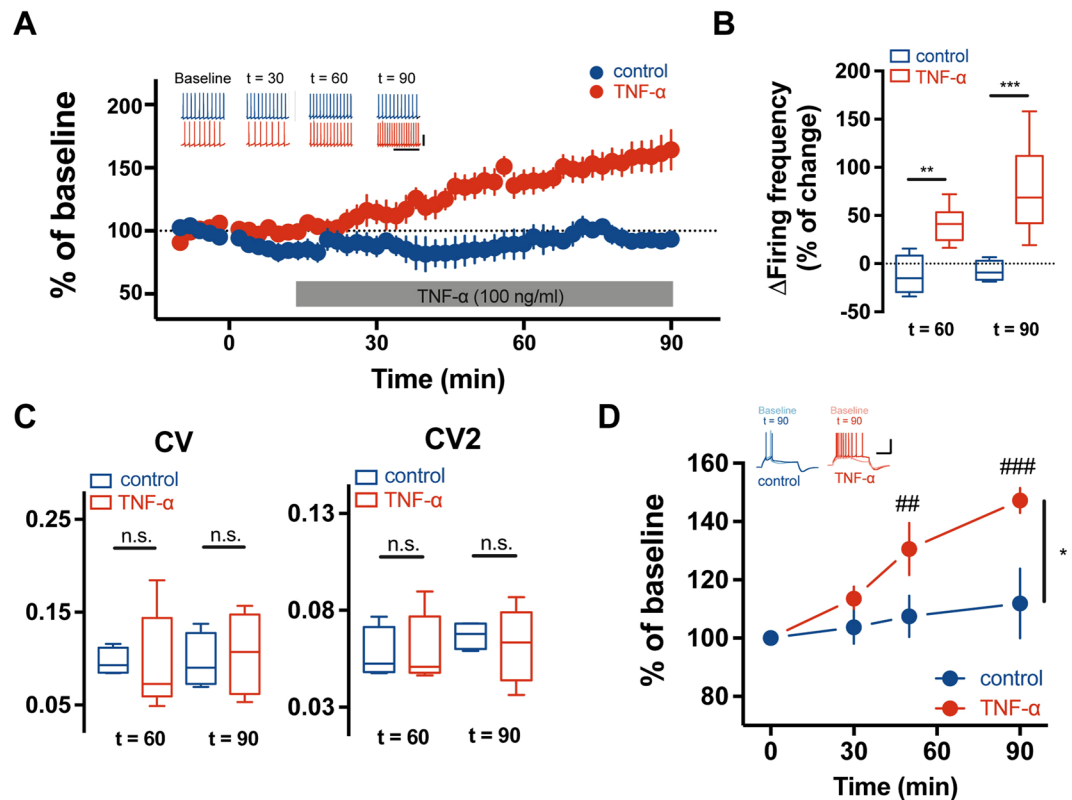 A
Baseline t = 30 t = 60 t = 90
control
TNF-α
% of baseline
200
150
100
50
TNF-α (100 ng/ml)
0 30 60 90
Time (min)
B
control
TNF-α
ΔFiring frequency
(% of change)
200
150
100
50
0
-50
**
***
t = 60 t = 90
C
CV
control
TNF-α
0.25
0.15
0.05
n.s. n.s.
t = 60 t = 90
CV2
control
TNF-α
0.13
0.08
0.03
n.s. n.s.
t = 60 t = 90
D
Baseline Baseline
t = 90 t = 90
control TNF-α
% of baseline
160
140
120
100
80
##
###
*
control
TNF-α
0 30 60 90
Time (min)